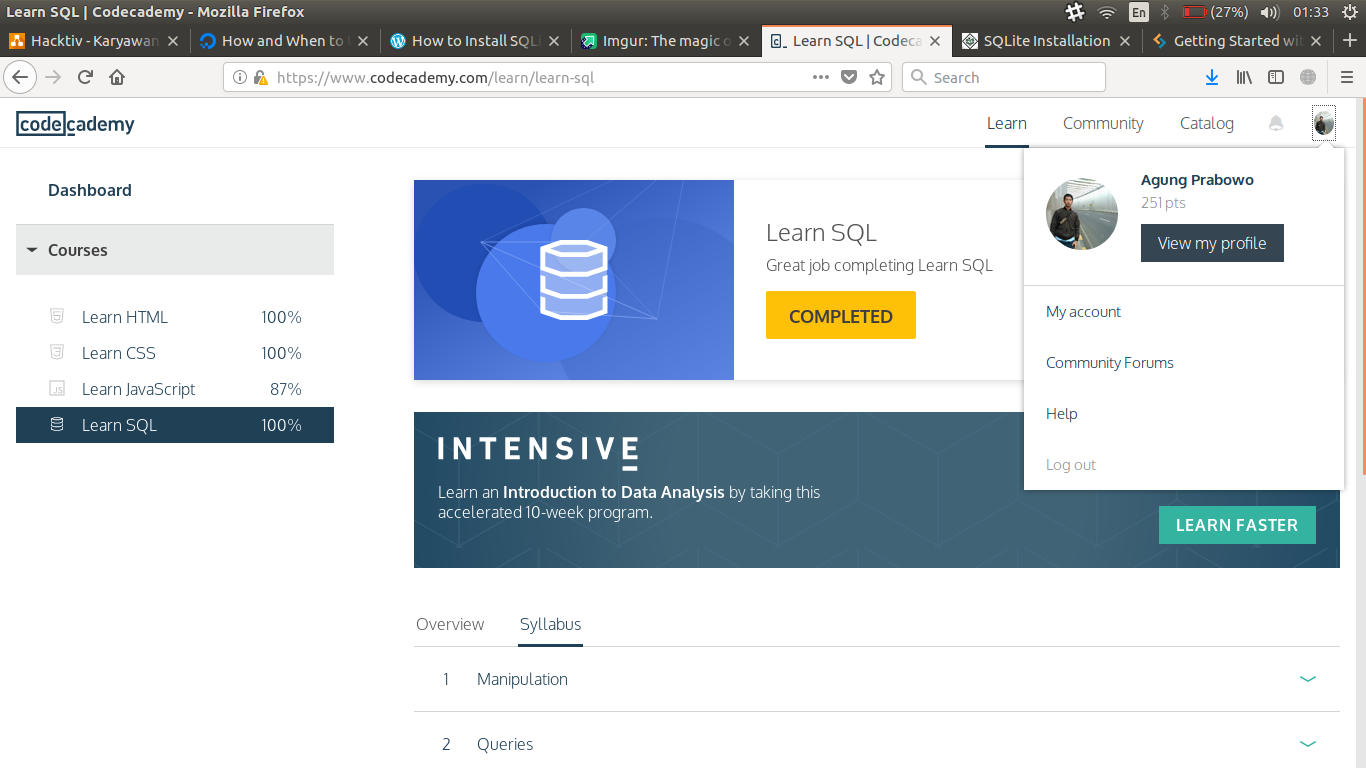 Learn SQL | Codecademy - Mozilla Firefox
En
(27%)
01:33
Hacktiv - Karyawan
How and When to
How to Install SQL
Imgur: The magic o
Learn SQL | Codeca
SQLite Installation
Getting Started wit
https://www.codecademy.com/learn/learn-sql
Search
codecademy
Learn
Community
Catalog
Dashboard
Courses
Learn HTML 100%
Learn CSS 100%
JS Learn JavaScript 87%
Learn SQL 100%
Learn SQL
Great job completing Learn SQL
COMPLETED
Agung Prabowo
251 pts
View my profile
My account
Community Forums
Help
Log out
INTENSIVE
Learn an Introduction to Data Analysis by taking this
accelerated 10-week program.
LEARN FASTER
Overview
Syllabus
1 Manipulation
2 Queries